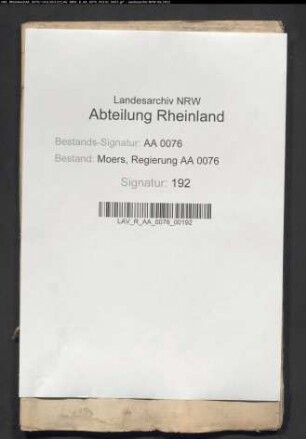 Landesarchiv NRW
Abteilung Rheinland
Bestands-Signatur: AA 0076
Bestand: Moers, Regierung AA 0076
Signatur: 192
LAV_R_AA_0076_00192